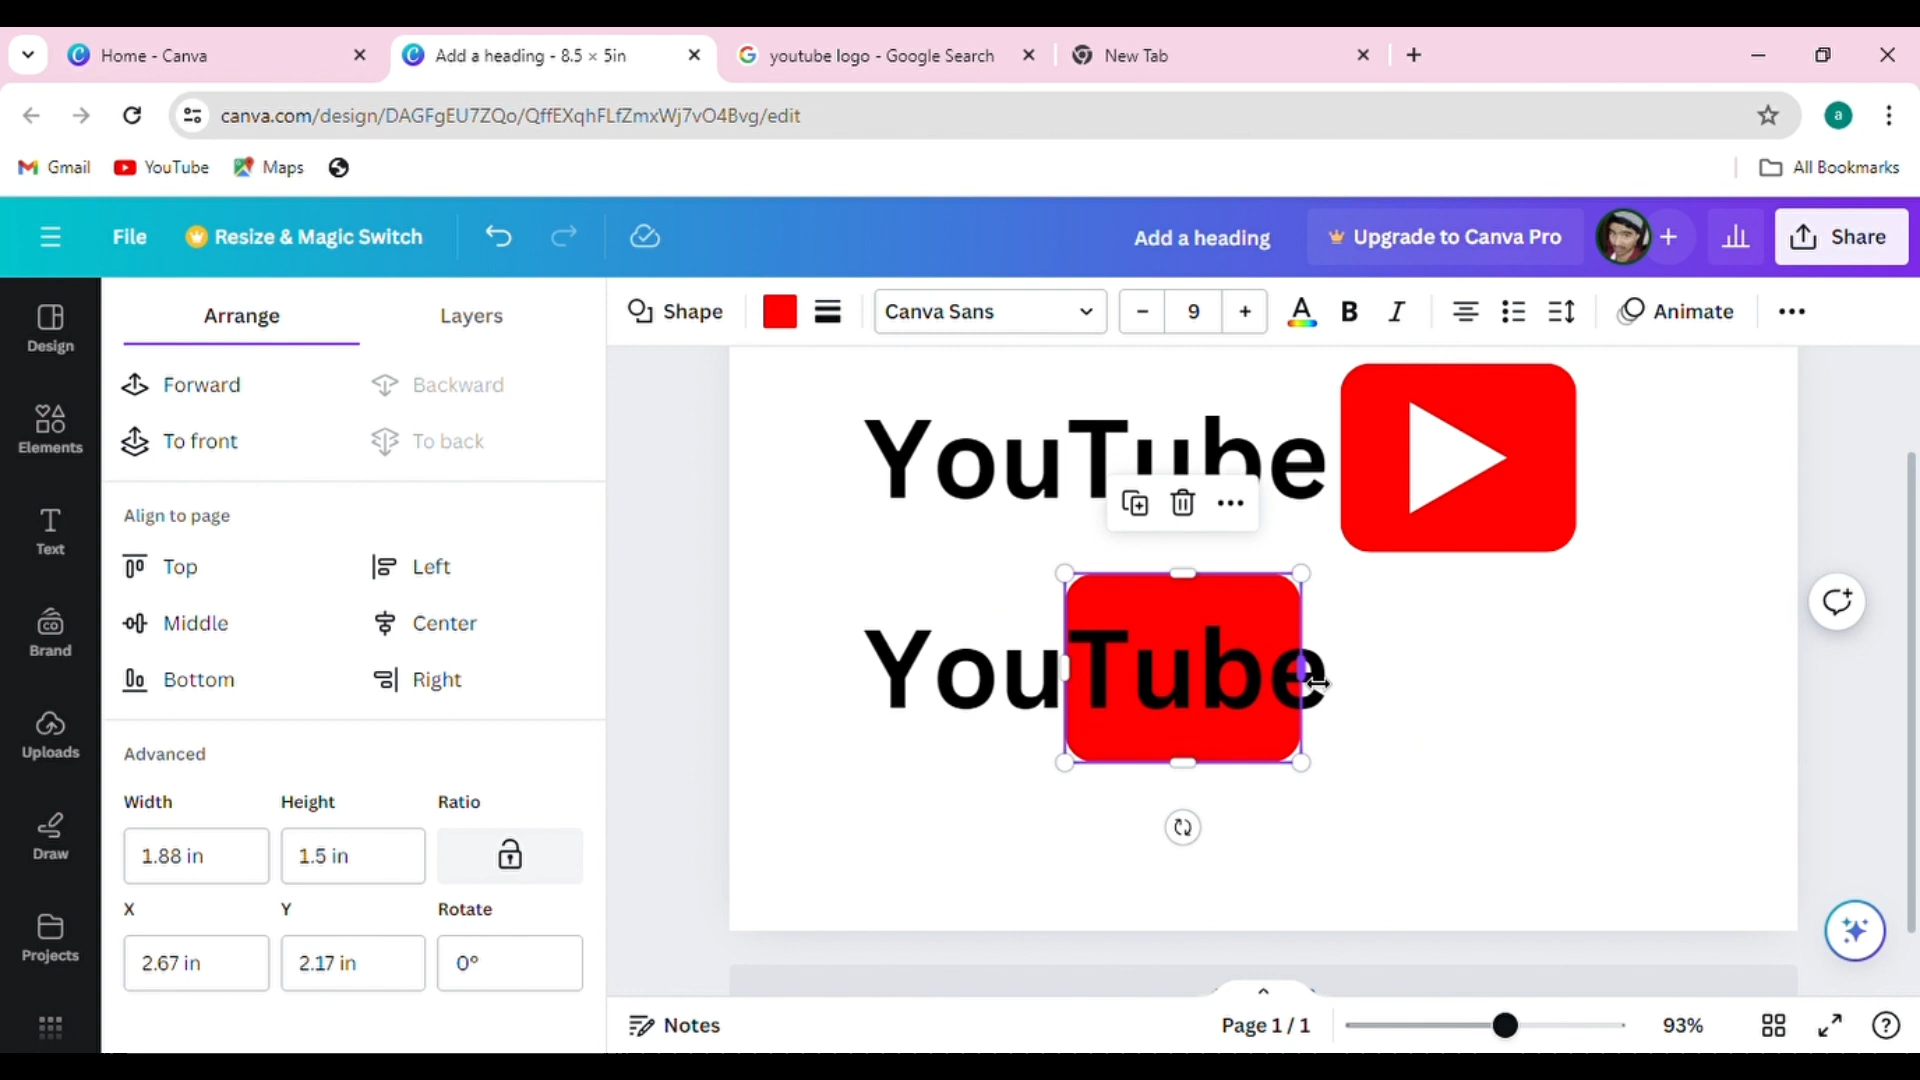 Home - Canva
Add a heading - 8.5 × 5in
youtube logo - Google Search
New Tab
canva.com/design/DAGFgEU7ZQo/QffEXqhFLfZmxWj7vO4Bvg/edit
a
Gmail
YouTube
Maps
All Bookmarks
File
Resize & Magic Switch
Add a heading
Upgrade to Canva Pro
Share
Design
Elements
Text
Brand
Uploads
Draw
Projects
Arrange
Layers
Forward
Backward
To front
To back
Align to page
Top
Left
Middle
Center
Bottom
Right
Advanced
Width
Height
Ratio
1.88 in
1.5 in
X
Y
Rotate
2.67 in
2.17 in
0°
Shape
Canva Sans
9
A
B
I
Animate
YouTube
YouTube
Notes
Page 1 / 1
93%